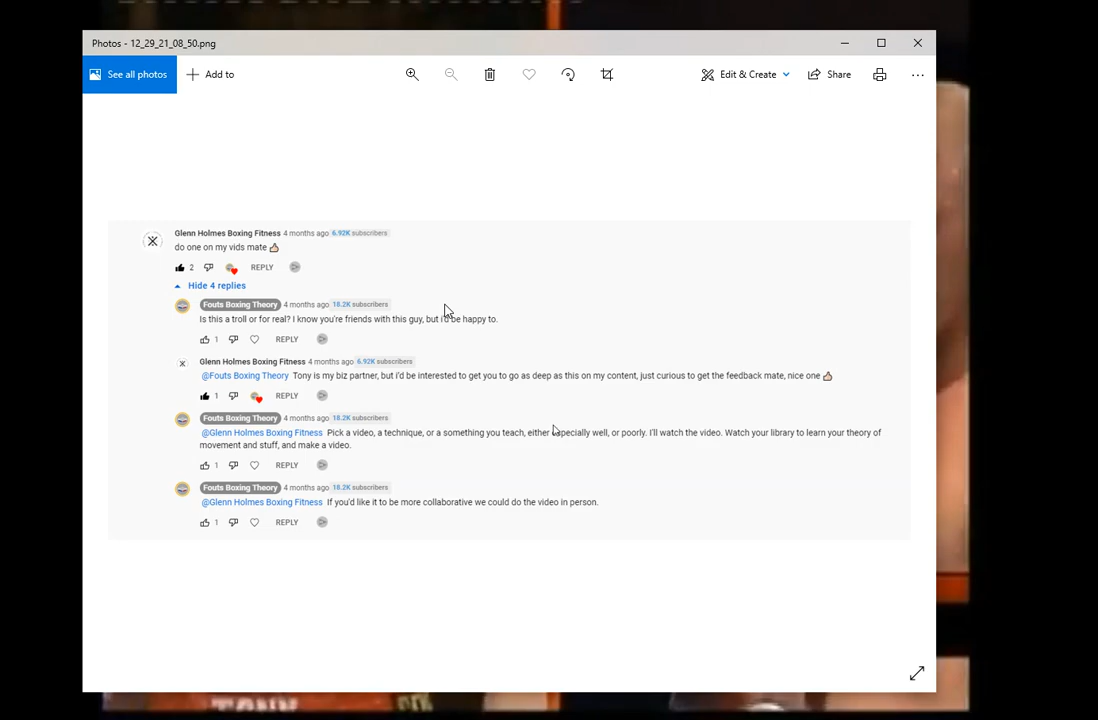 Photos - 12_29_21_08_50.png
See all photos
Add to
Edit & Create
Share
Glenn Holmes Boxing Fitness 4 months ago 6.92K subscribers
do one on my vids mate 👍
2 REPLY
Hide 4 replies
Fouts Boxing Theory 4 months ago 18.2K subscribers
Is this a troll or for real? I know you're friends with this guy, but i'd be happy to.
1 REPLY
Glenn Holmes Boxing Fitness 4 months ago 6.92K subscribers
@Fouts Boxing Theory Tony is my biz partner, but i'd be interested to get you to go as deep as this on my content, just curious to get the feedback mate, nice one 👍
1 REPLY
Fouts Boxing Theory 4 months ago 18.2K subscribers
@Glenn Holmes Boxing Fitness Pick a video, a technique, or a something you teach, either especially well, or poorly. I'll watch the video. Watch your library to learn your theory of
movement and stuff, and make a video.
1 REPLY
Fouts Boxing Theory 4 months ago 18.2K subscribers
@Glenn Holmes Boxing Fitness If you'd like it to be more collaborative we could do the video in person.
1 REPLY